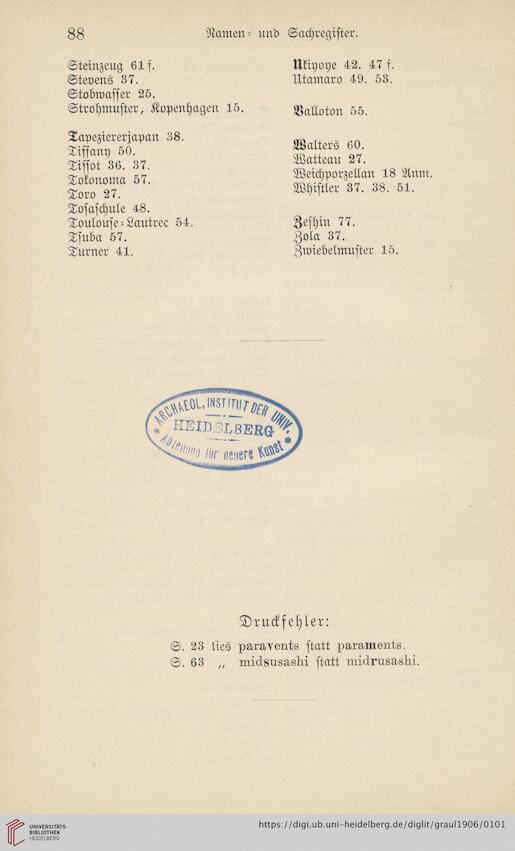 88
Namen- und Sachregister.
Steinzeug 61 f.
Stevens 37.
Stobwasser 25.
Strohmuster, Kopenhagen 15.
Tapeziererjapan 38.
Tiffany 50.
Tissot 36. 37.
Tokonoma 57.
Toro 27.
Tosaschule 48.
Toulouse-Lautrec 54.
Tsuba 57.
Turner 41.
Ukiyoye 42. 47 f.
Utamaro 49. 53.
Valloton 55.
Walters 60.
Watteau 27.
Weichporzellan 18 Anm.
Whistler 37. 38. 51.
Zeshin 77.
Zola 37.
Zwiebelmuster 15.
ARCHAEOL. INSTITUT DER UNIV.
HEIDELBERG
* Abteilung für neuere Kunst *
Druckfehler:
S. 23 lies paravents statt paraments.
S. 63 „ midsusashi statt midrusashi.
UNIVERSITÄTS-
BIBLIOTHEK
HEIDELBERG
https://digi.ub.uni-heidelberg.de/diglit/graul1906/0101